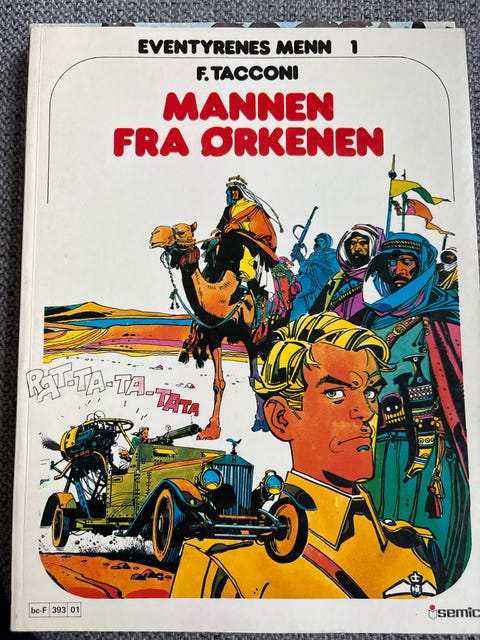 EVENTYRENES MENN 1
F. TACCONI
MANNEN
FRA ØRKENEN
RAT-TA-TA-TATA
bc-F 393 01
semic